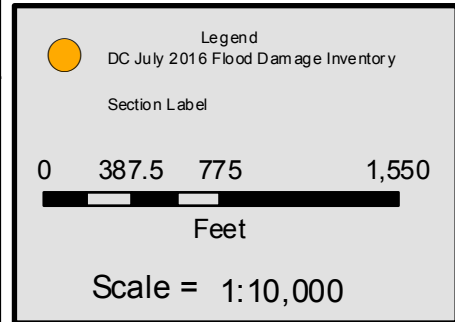 Legend
DC July 2016 Flood Damage Inventory
Section Label
0 387.5 775 1,550
Feet
Scale = 1:10,000